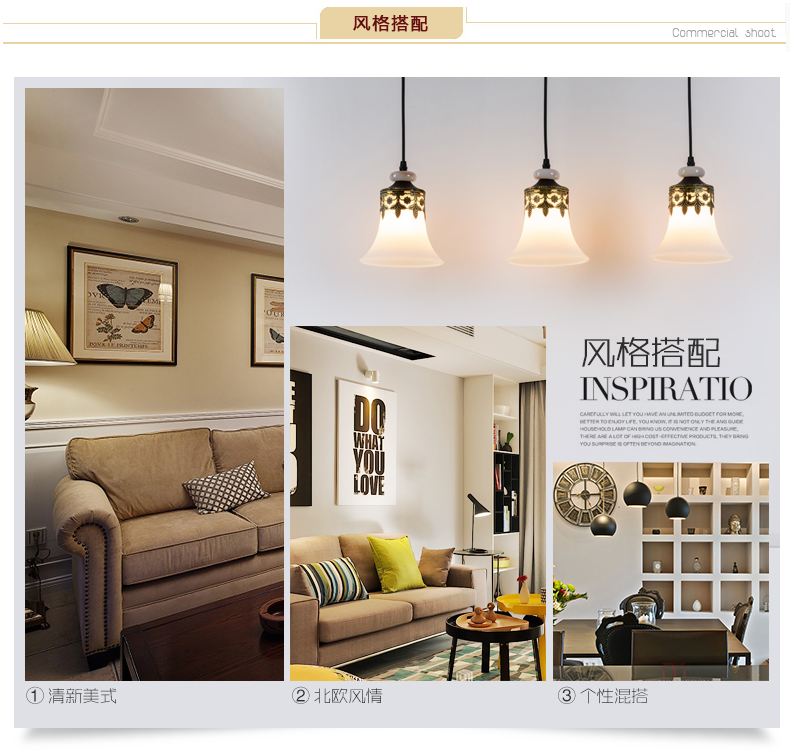 风格搭配
Commercial shoot
风格搭配
INSPIRATIO
CAREFULLY WILL LET YOU HAVE AN UNLIMITED BUDGET FOR MORE,
BETTER TO ENJOY LIFE, YOU KNOW, IT IS NOT ONLY THE AND GUIDE
HOUSEHOLD LAMP CAN BRING US CONVENIENCE AND PLEASURE,
THERE ARE A LOT OF HIGH COST-EFFECTIVE PRODUCTS, THEY BRING
YOU SURPRISE IS OFTEN BEYOND IMAGINATION.
DO
WHAT
YOU
LOVE
PONK LE PRINTEMPS
① 清新美式
② 北欧风情
③ 个性混搭